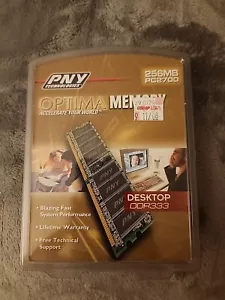 PNY
TECHNOLOGIES
256MB
PC2700
OPTIMA MEMORY
ACCELERATE YOUR WORLD
PNY
DESKTOP
DDR333
• Blazing Fast
System Performance
• Lifetime Warranty
• Free Technical
Support